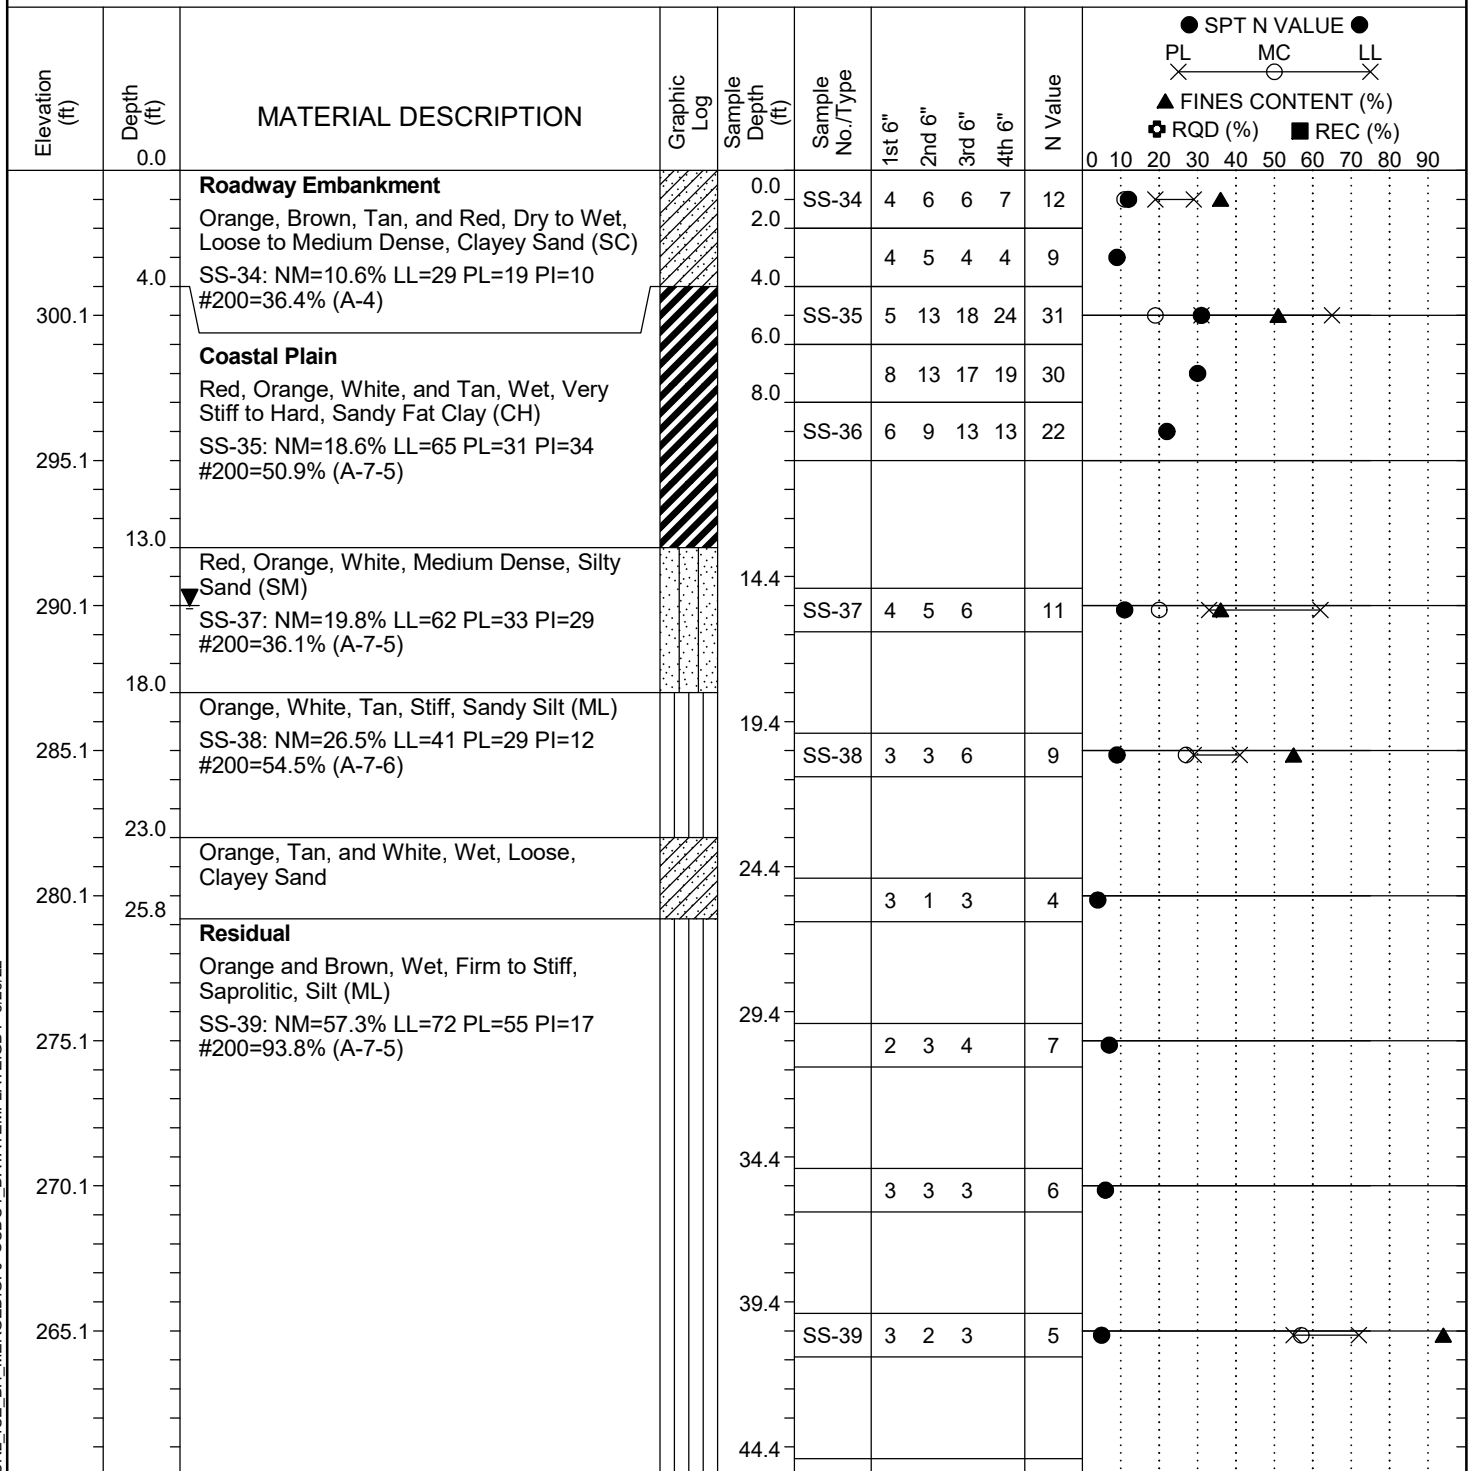 ● SPT N VALUE ●
PL MC LL
▲ FINES CONTENT (%)
RQD (%) ■ REC (%)
0 10 20 30 40 50 60 70 80 90
Elevation
(ft)
Depth
(ft)
0.0
MATERIAL DESCRIPTION
Graphic
Log
Sample
Depth
(ft)
Sample
No./Type
1st 6"
2nd 6"
3rd 6"
4th 6"
N Value
Roadway Embankment
Orange, Brown, Tan, and Red, Dry to Wet,
Loose to Medium Dense, Clayey Sand (SC)
SS-34: NM=10.6% LL=29 PL=19 PI=10
#200=36.4% (A-4)
4.0
Coastal Plain
Red, Orange, White, and Tan, Wet, Very
Stiff to Hard, Sandy Fat Clay (CH)
SS-35: NM=18.6% LL=65 PL=31 PI=34
#200=50.9% (A-7-5)
13.0
Red, Orange, White, Medium Dense, Silty
Sand (SM)
SS-37: NM=19.8% LL=62 PL=33 PI=29
#200=36.1% (A-7-5)
18.0
Orange, White, Tan, Stiff, Sandy Silt (ML)
SS-38: NM=26.5% LL=41 PL=29 PI=12
#200=54.5% (A-7-6)
23.0
Orange, Tan, and White, Wet, Loose,
Clayey Sand
25.8
Residual
Orange and Brown, Wet, Firm to Stiff,
Saprolitic, Silt (ML)
SS-39: NM=57.3% LL=72 PL=55 PI=17
#200=93.8% (A-7-5)
300.1
295.1
290.1
285.1
280.1
275.1
270.1
265.1
0.0
2.0
4.0
6.0
8.0
14.4
19.4
24.4
29.4
34.4
39.4
44.4
SS-34 4 6 6 7 12
4 5 4 4 9
SS-35 5 13 18 24 31
8 13 17 19 30
SS-36 6 9 13 13 22
SS-37 4 5 6 11
SS-38 3 3 6 9
3 1 3 4
2 3 4 7
3 3 3 6
SS-39 3 2 3 5